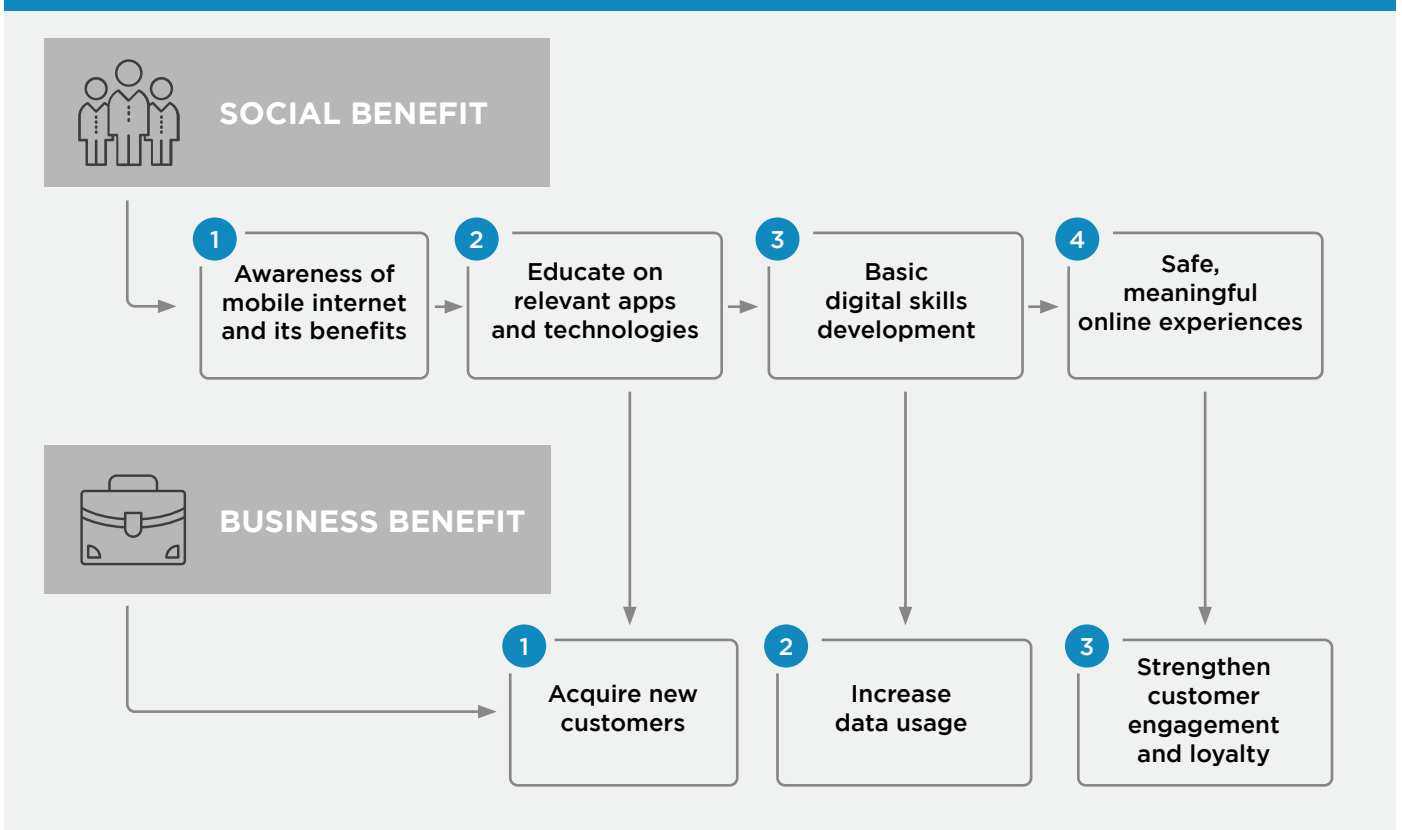 SOCIAL BENEFIT
1
Awareness of
mobile internet
and its benefits
2
Educate on
relevant apps
and technologies
3
Basic
digital skills
development
4
Safe,
meaningful
online experiences
BUSINESS BENEFIT
1
Acquire new
customers
2
Increase
data usage
3
Strengthen
customer
engagement
and loyalty